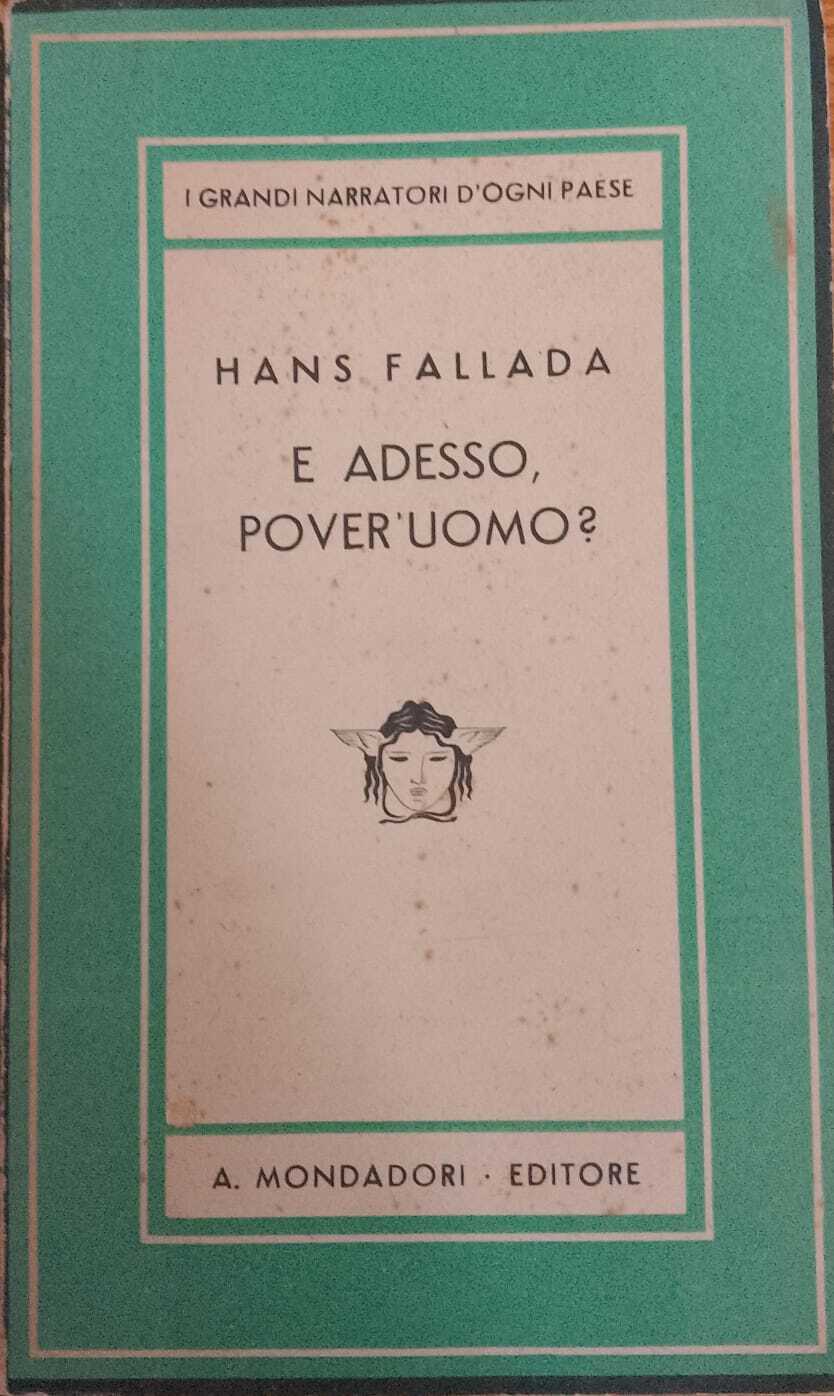 I GRANDI NARRATORI D'OGNI PAESE
HANS FALLADA
E ADESSO,
POVER'UOMO?
A. MONDADORI · EDITORE